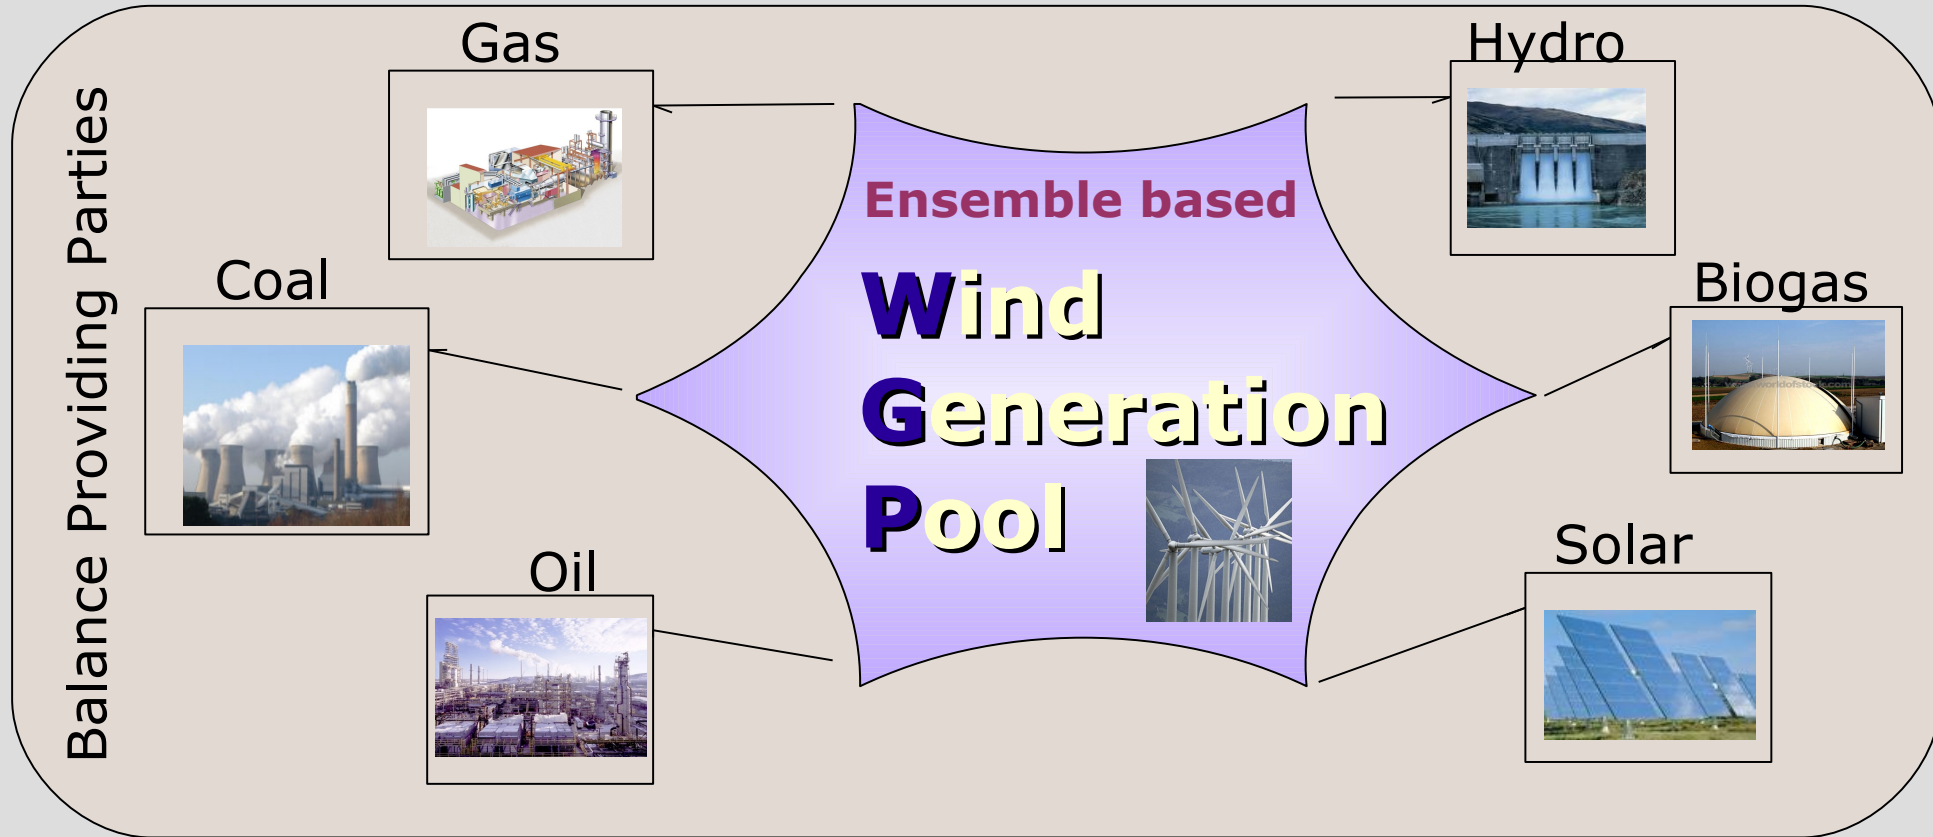 Balance Providing Parties
Gas
Hydro
Coal
Biogas
Oil
Solar
Ensemble based
Wind
Generation
Pool